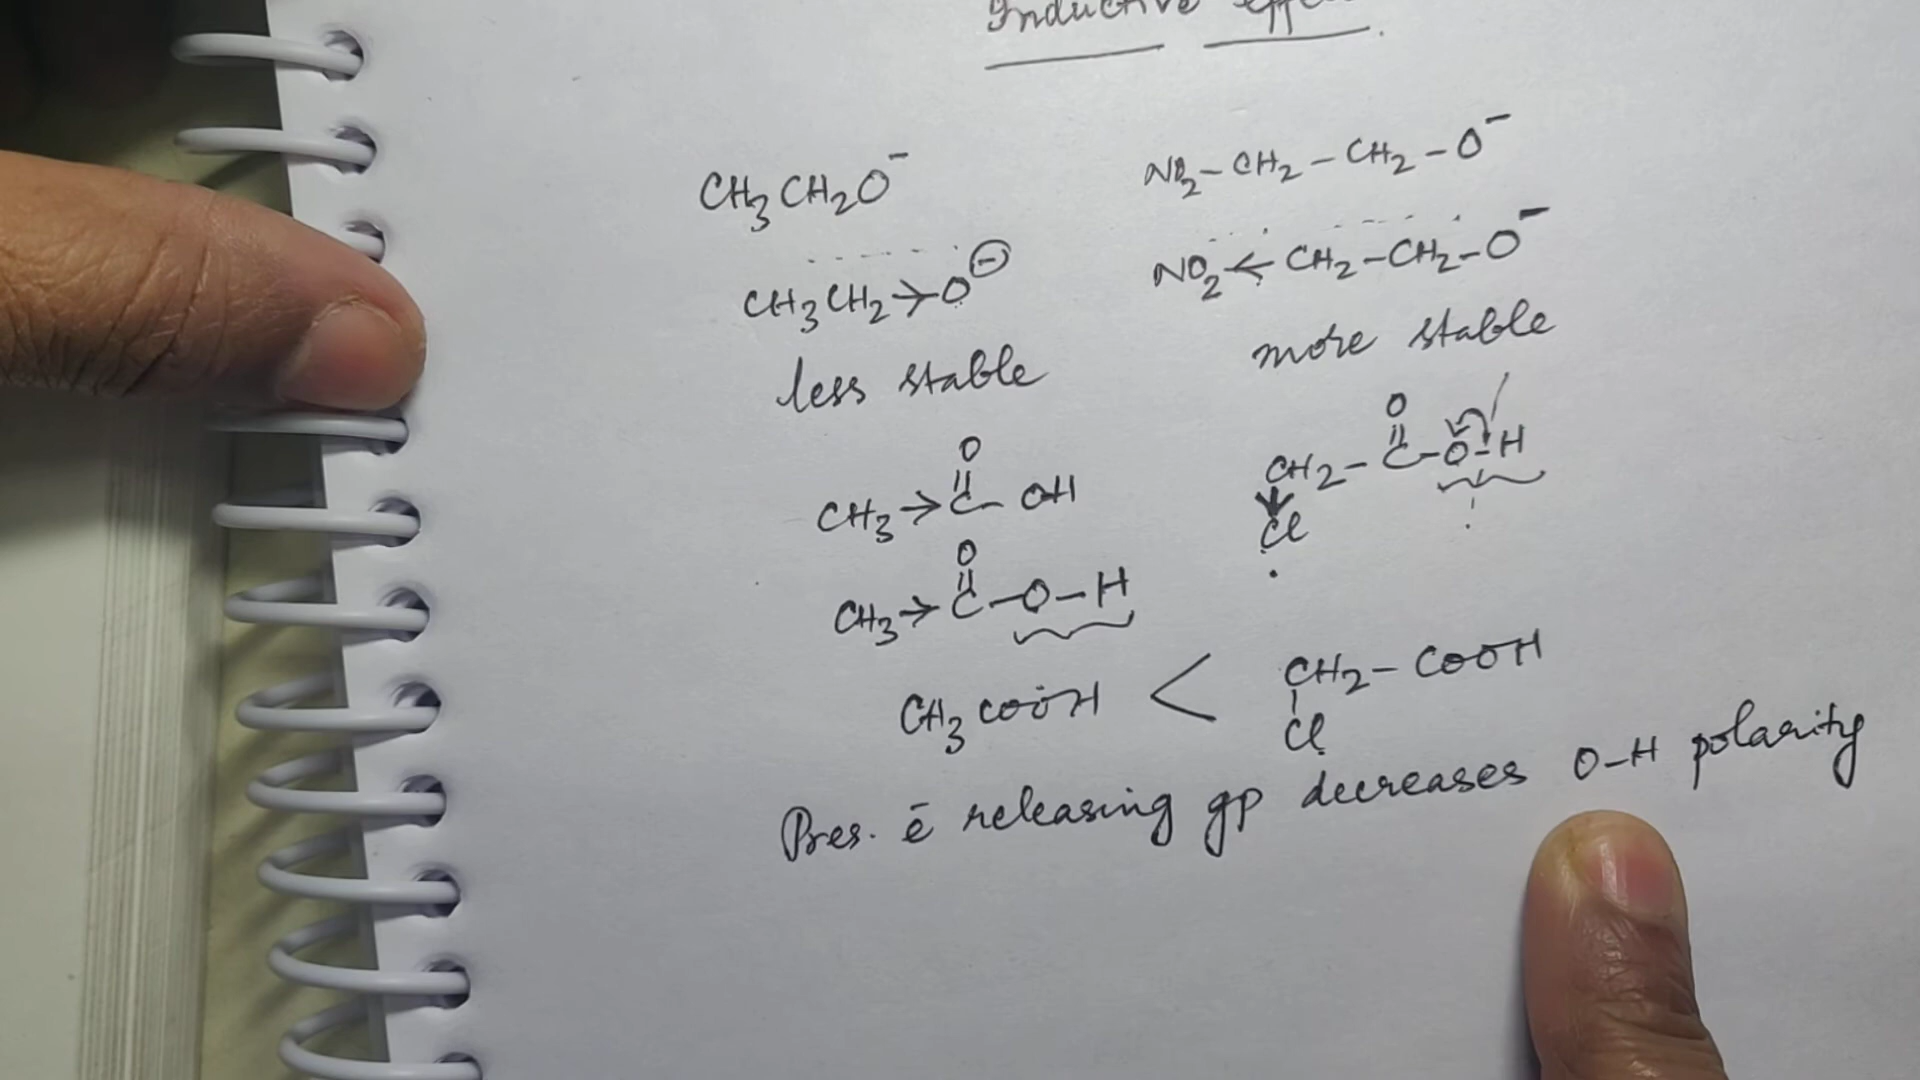 Inductive effect
CH3CH2O⁻ NO2-CH2-CH2-O⁻
CH3CH2→O⊖ NO2←CH2-CH2-O⁻
less stable more stable
O O
CH3→C-OH CH2-C-O-H
Cl
O
CH3→C-O-H
CH3COOH < CH2-COOH
Cl
Pres. ē releasing gp decreases O-H polarity